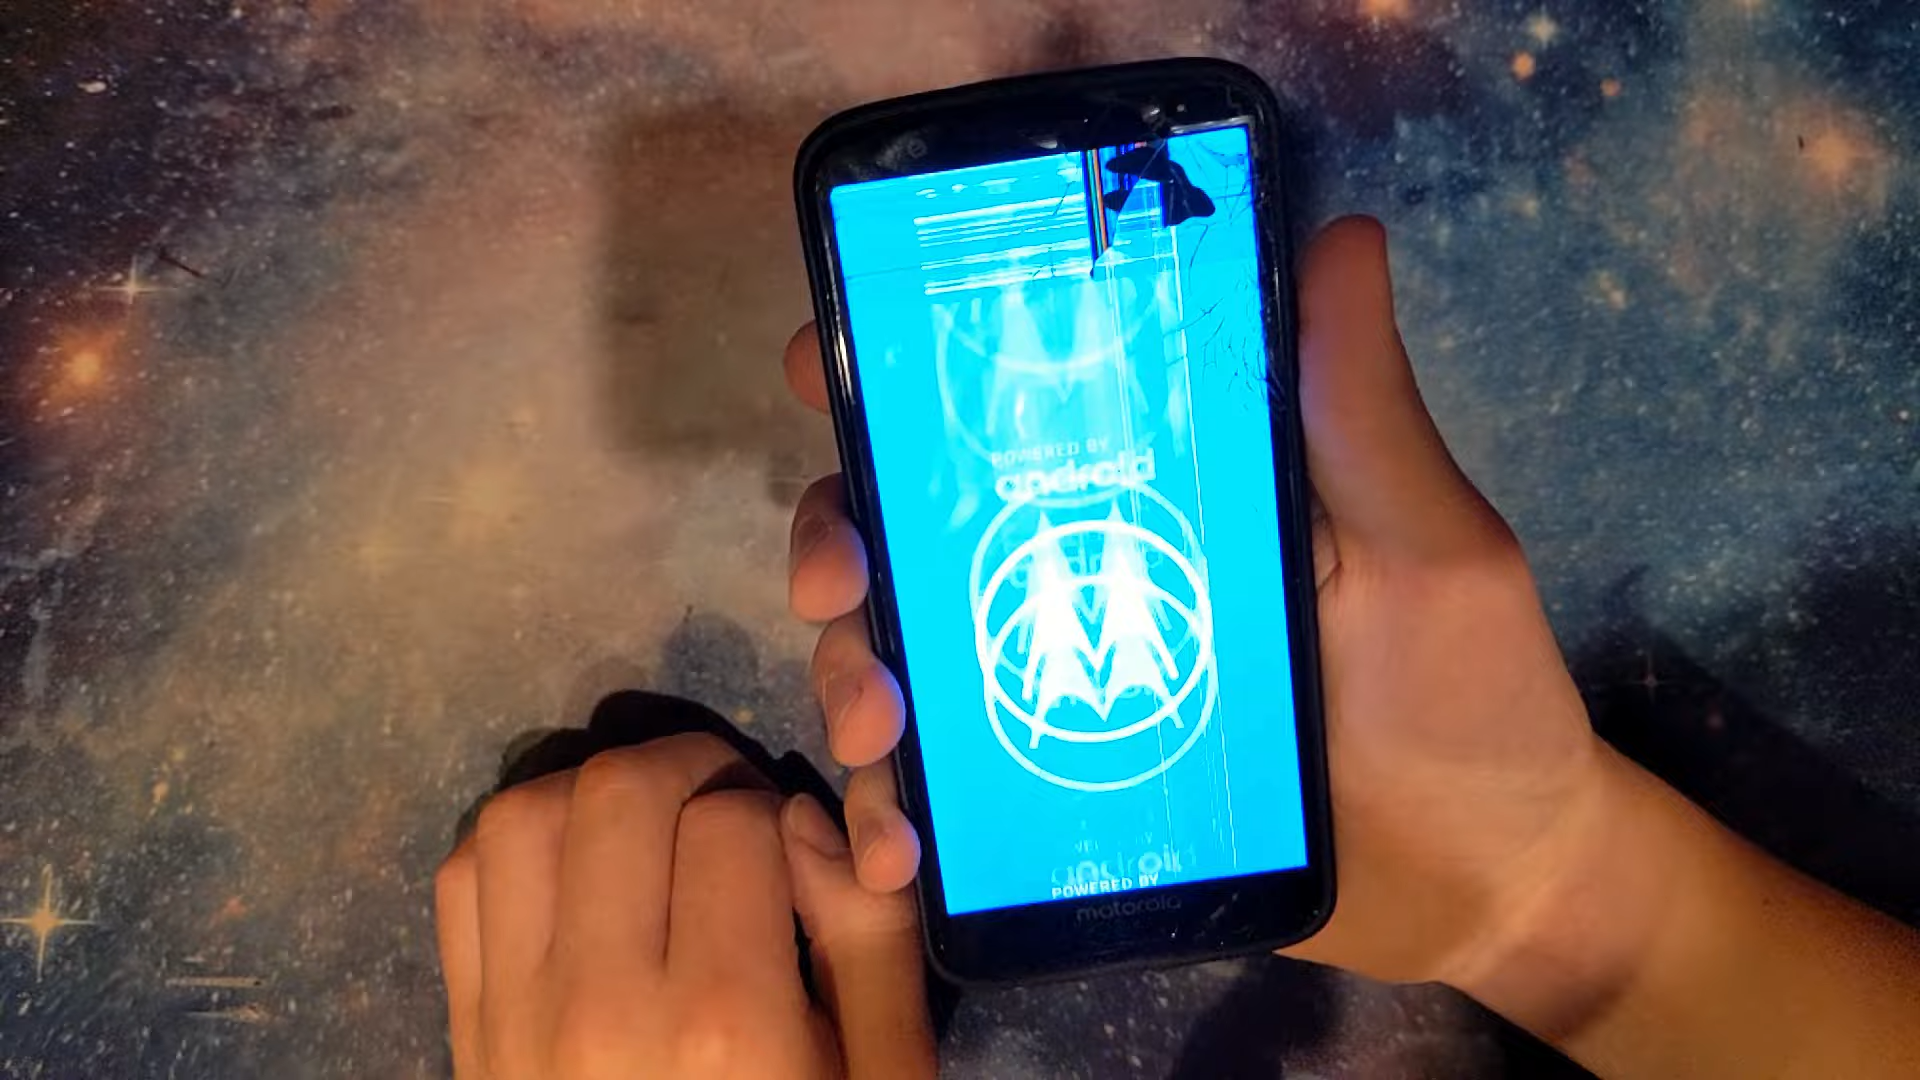 POWERED BY
android
android
POWERED BY
motorola